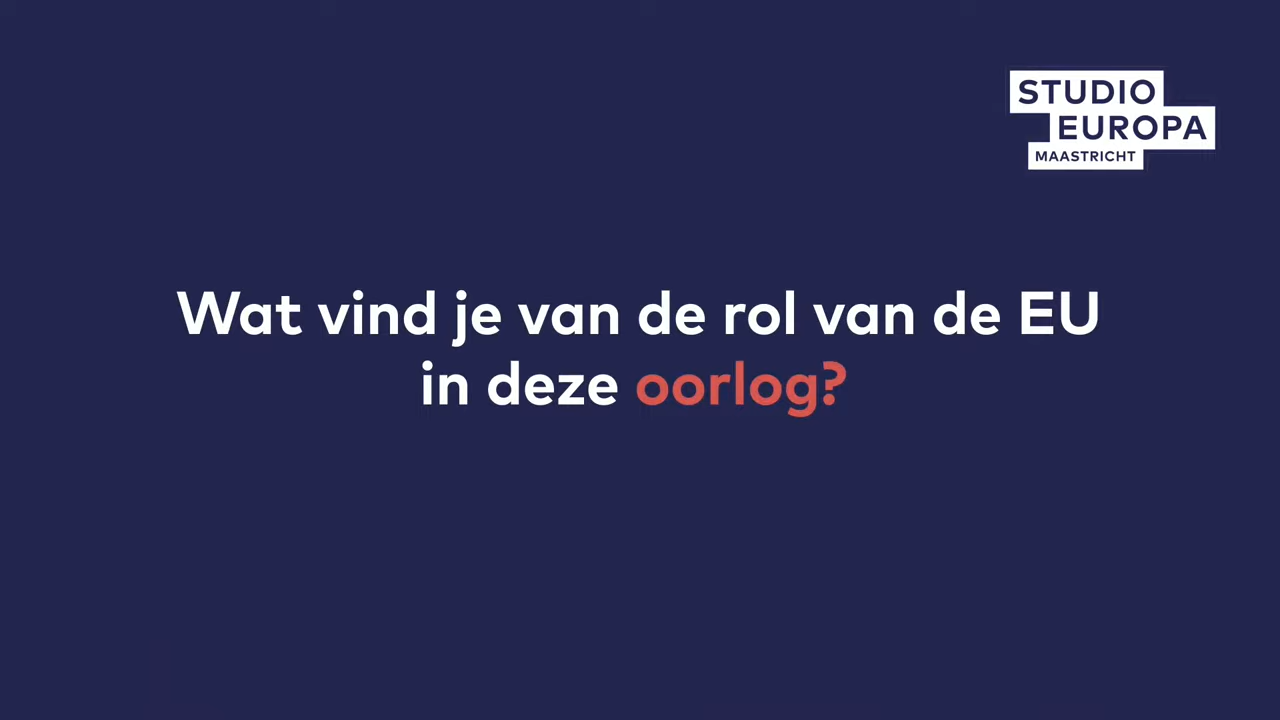 STUDIO
EUROPA
MAASTRICHT
Wat vind je van de rol van de EU
in deze oorlog?